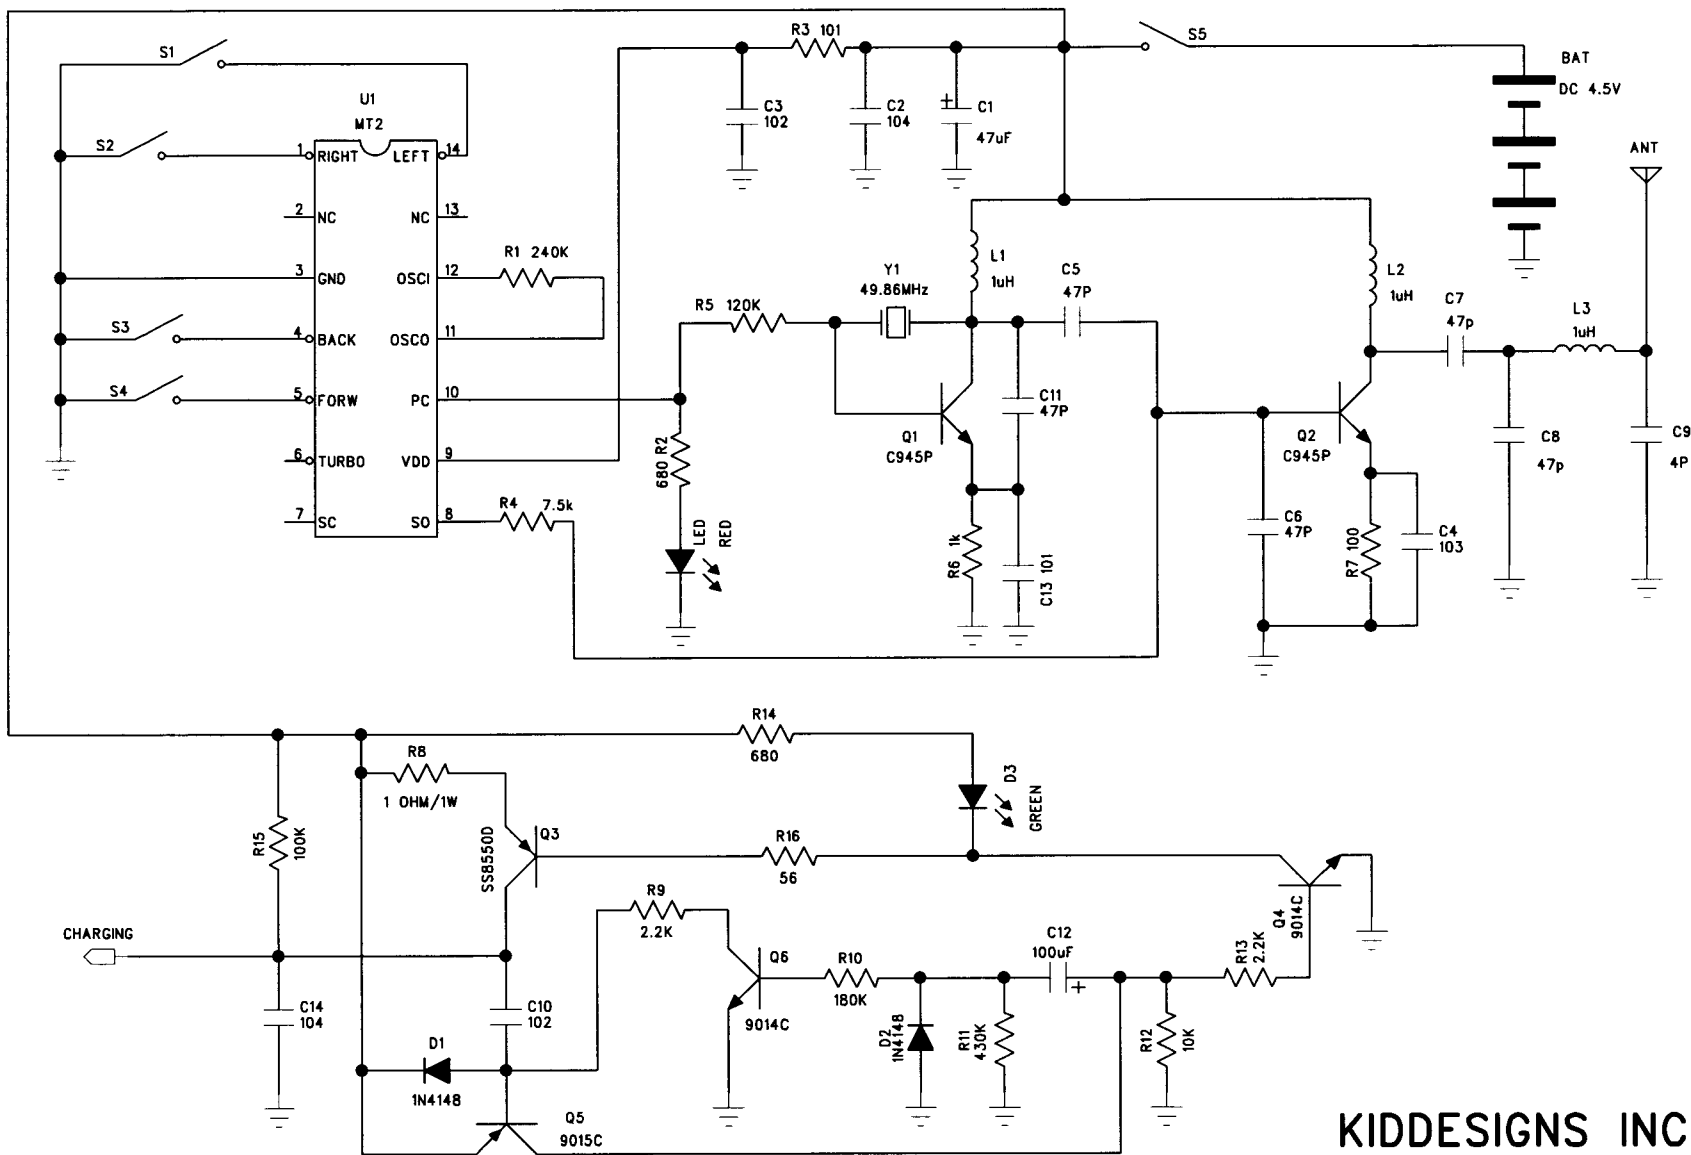 R3 101
S1
S5
BAT
DC 4.5V
U1
MT2
C3
102
C2
104
+
C1
47uF
S2
1
RIGHT
LEFT
14
ANT
2
NC
NC
13
R1 240K
3
GND
OSCI
12
Y1
49.86MHz
L1
1uH
C5
47P
L2
1uH
C7
47p
L3
1uH
R5 120K
S3
4
BACK
OSCO
11
S4
5
FORW
PC
10
C11
47P
Q1
C945P
Q2
C945P
C8
47p
C9
4P
680 R2
6
TURBO
VDD
9
R4 7.5k
7
SC
SO
8
LED
RED
R6 1k
C13 101
C6
47P
R7 100
C4
103
R14
680
R8
1 OHM/1W
D3
GREEN
R15
100K
SS8550D
Q3
R16
56
R9
2.2K
Q4
9014C
CHARGING
C12
100uF
+
R13
2.2K
Q6
9014C
R10
180K
C14
104
C10
102
D1
1N4148
D2
1N4148
R11
430K
R12
10K
Q5
9015C
KIDDESIGNS INC